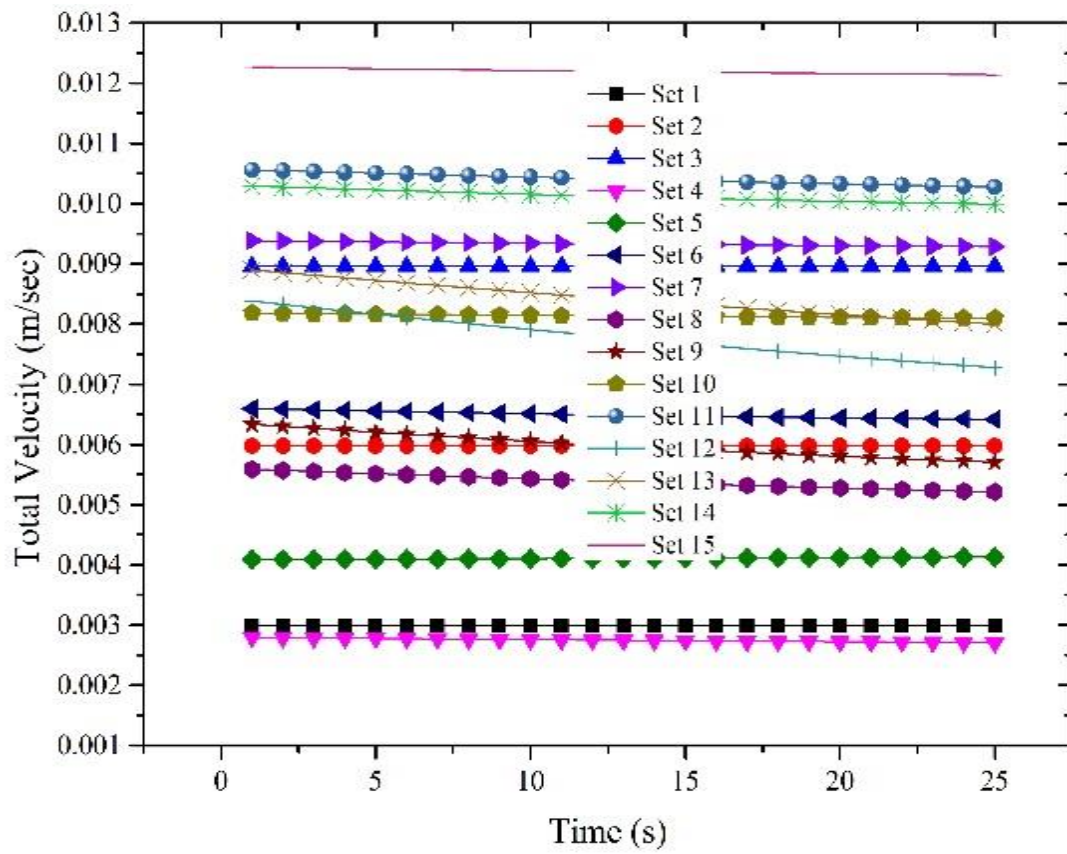 0.013
0.012
0.011
0.010
0.009
0.008
0.007
0.006
0.005
0.004
0.003
0.002
0.001
Total Velocity (m/sec)
Set 1
Set 2
Set 3
Set 4
Set 5
Set 6
Set 7
Set 8
Set 9
Set 10
Set 11
Set 12
Set 13
Set 14
Set 15
0 5 10 15 20 25
Time (s)